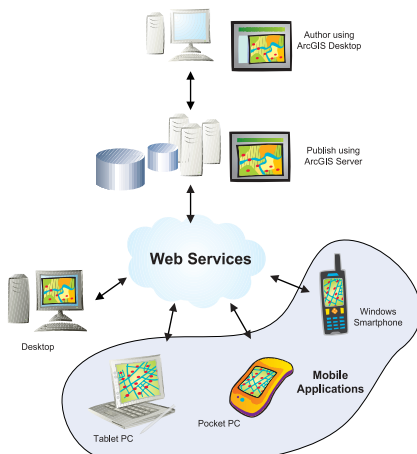 Author using
ArcGIS Desktop
Publish using
ArcGIS Server
Web Services
Windows
Smartphone
Desktop
Mobile
Applications
Tablet PC
Pocket PC